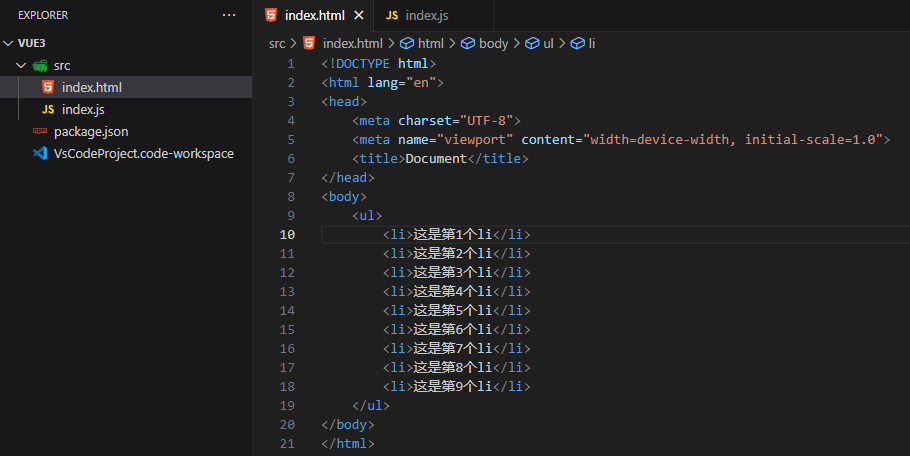 EXPLORER ···
VUE3
src
index.html
JS index.js
package.json
VsCodeProject.code-workspace
index.html
JS index.js
src > index.html > html > body > ul > li
1 <!DOCTYPE html>
2 <html lang="en">
3 <head>
4 <meta charset="UTF-8">
5 <meta name="viewport" content="width=device-width, initial-scale=1.0">
6 <title>Document</title>
7 </head>
8 <body>
9 <ul>
10 <li>这是第1个li</li>
11 <li>这是第2个li</li>
12 <li>这是第3个li</li>
13 <li>这是第4个li</li>
14 <li>这是第5个li</li>
15 <li>这是第6个li</li>
16 <li>这是第7个li</li>
17 <li>这是第8个li</li>
18 <li>这是第9个li</li>
19 </ul>
20 </body>
21 </html>